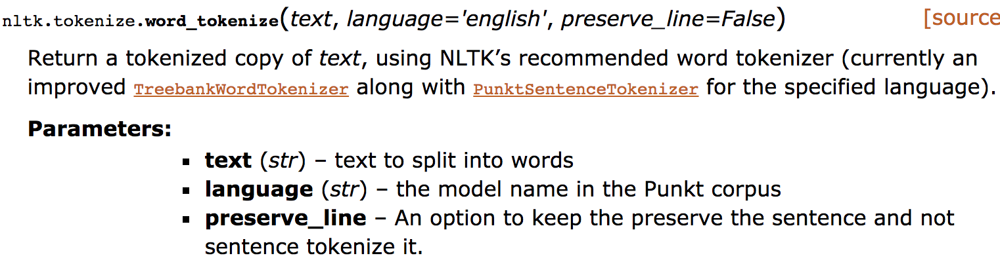 nltk.tokenize.word_tokenize(text, language='english', preserve_line=False) [source
Return a tokenized copy of text, using NLTK’s recommended word tokenizer (currently an
improved TreebankWordTokenizer along with PunktSentenceTokenizer for the specified language).
Parameters:
▪ text (str) – text to split into words
▪ language (str) – the model name in the Punkt corpus
▪ preserve_line – An option to keep the preserve the sentence and not
sentence tokenize it.